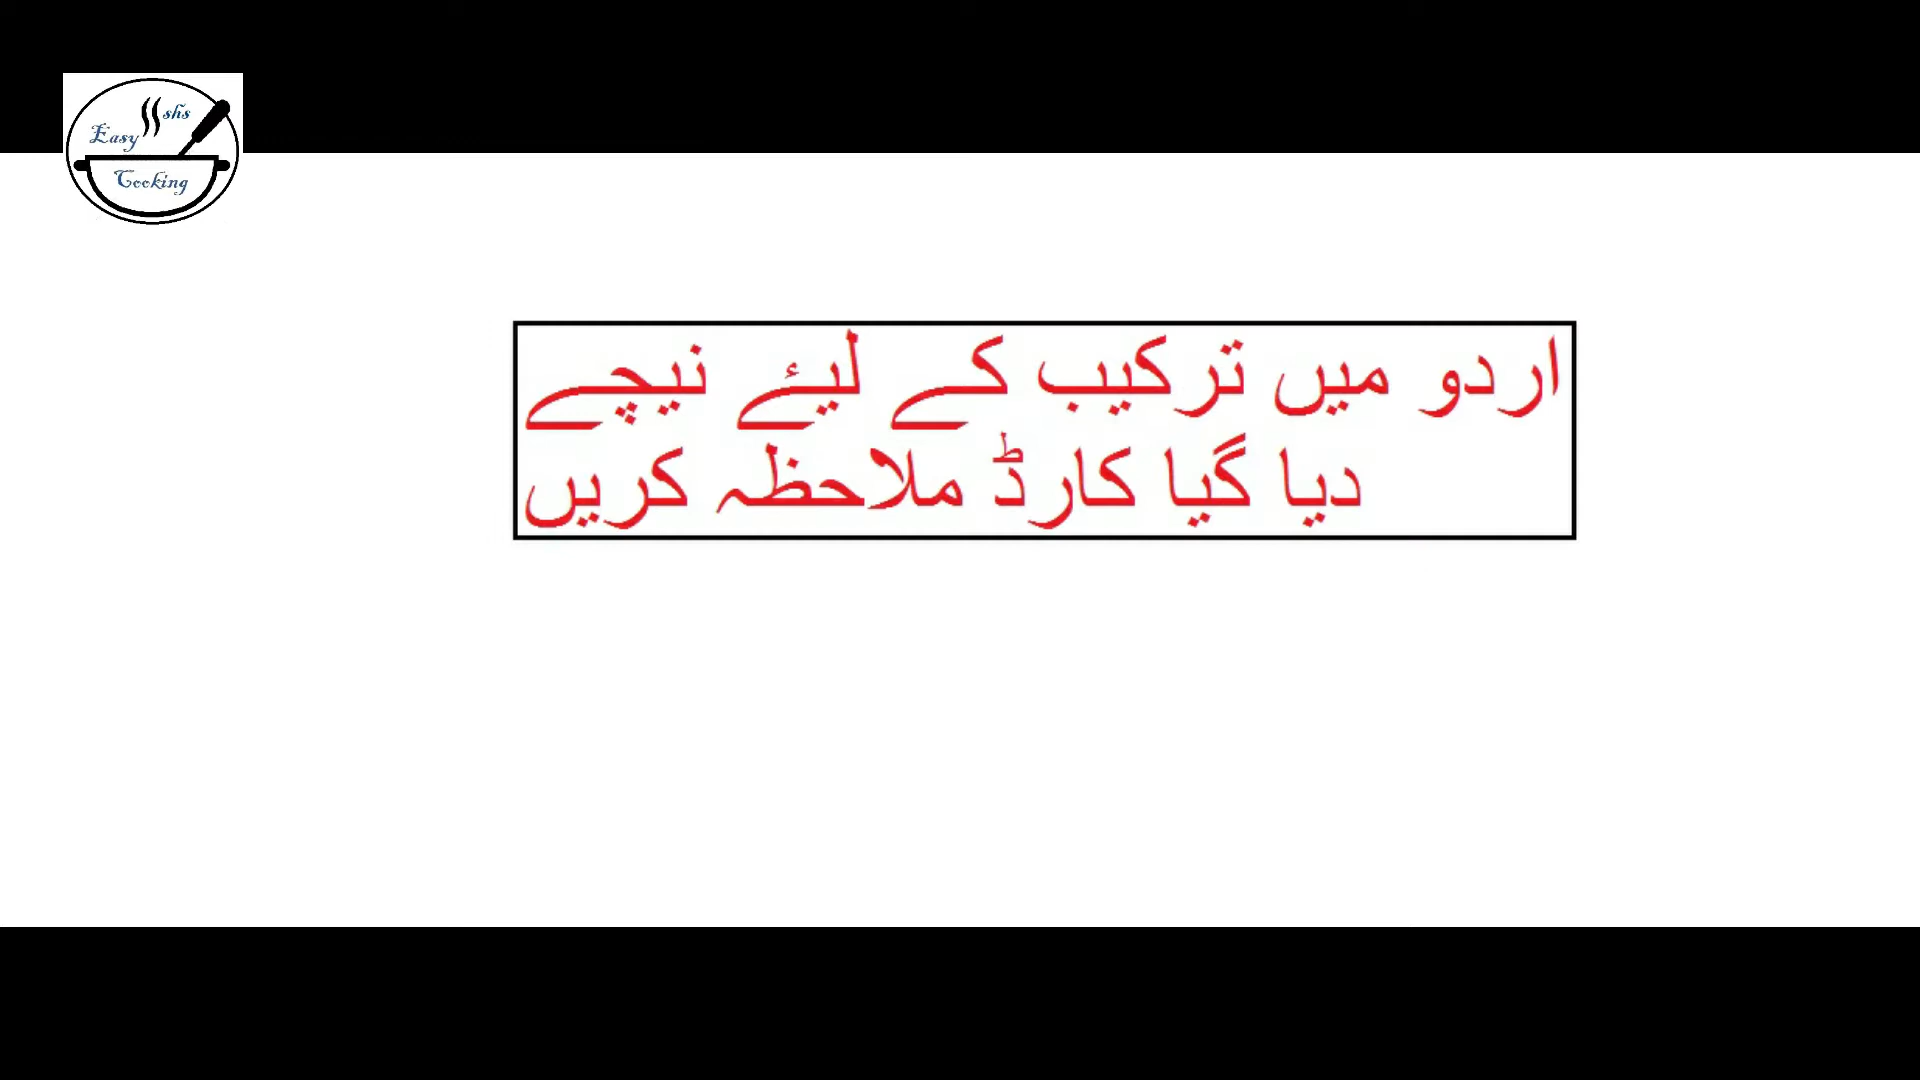 shs
Easy
Cooking
اردو میں ترکیب کے لیئے نیچے
دیا گیا کارڈ ملاحظہ کریں